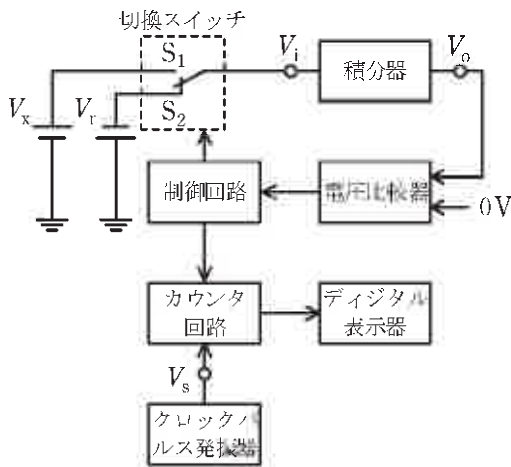 切換スイッチ
S₁
S₂
Vᵢ
積分器
Vₒ
Vₓ
Vᵣ
制御回路
電圧比較器
0V
カウンタ
回路
ディジタル
表示器
Vₛ
クロックパ
ルス発振器